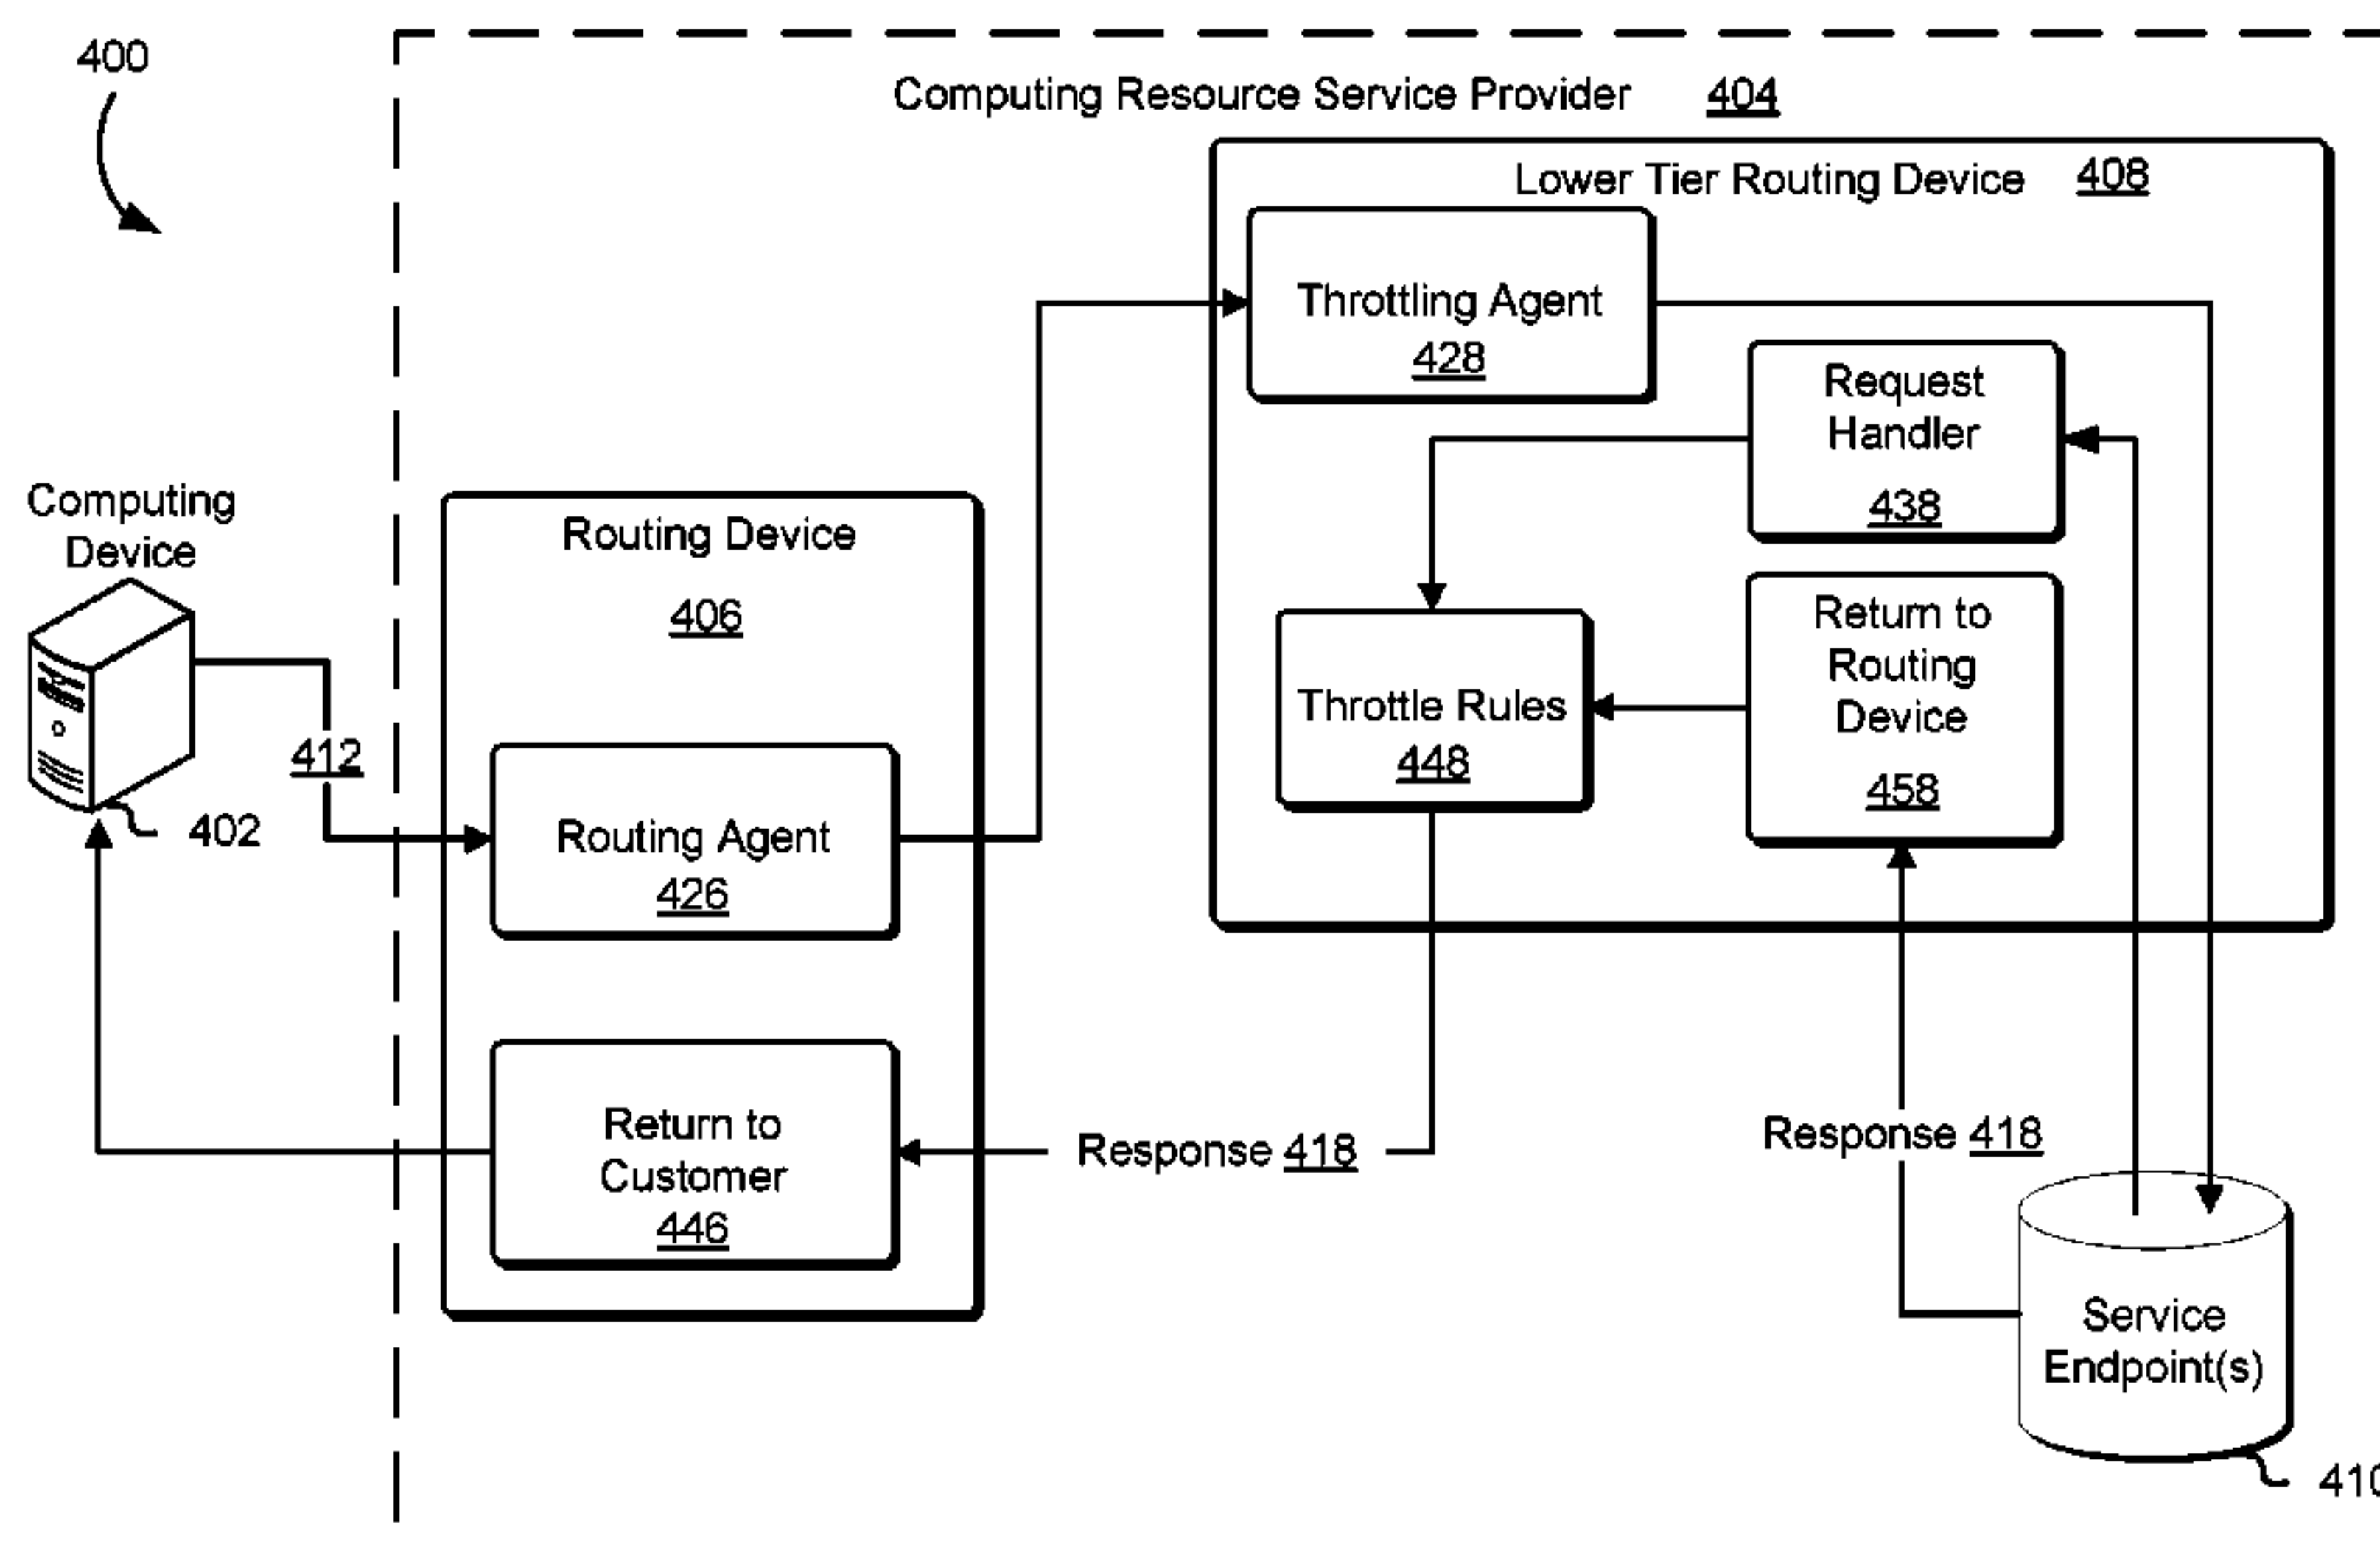 400
Computing Resource Service Provider 404
Lower Tier Routing Device 408
Throttling Agent
428
Request
Handler
438
Computing
Device
402
412
Routing Device
406
Return to
Routing
Device
458
Throttle Rules
448
Routing Agent
426
Return to
Customer
446
Response 418
Response 418
Service
Endpoint(s)
410